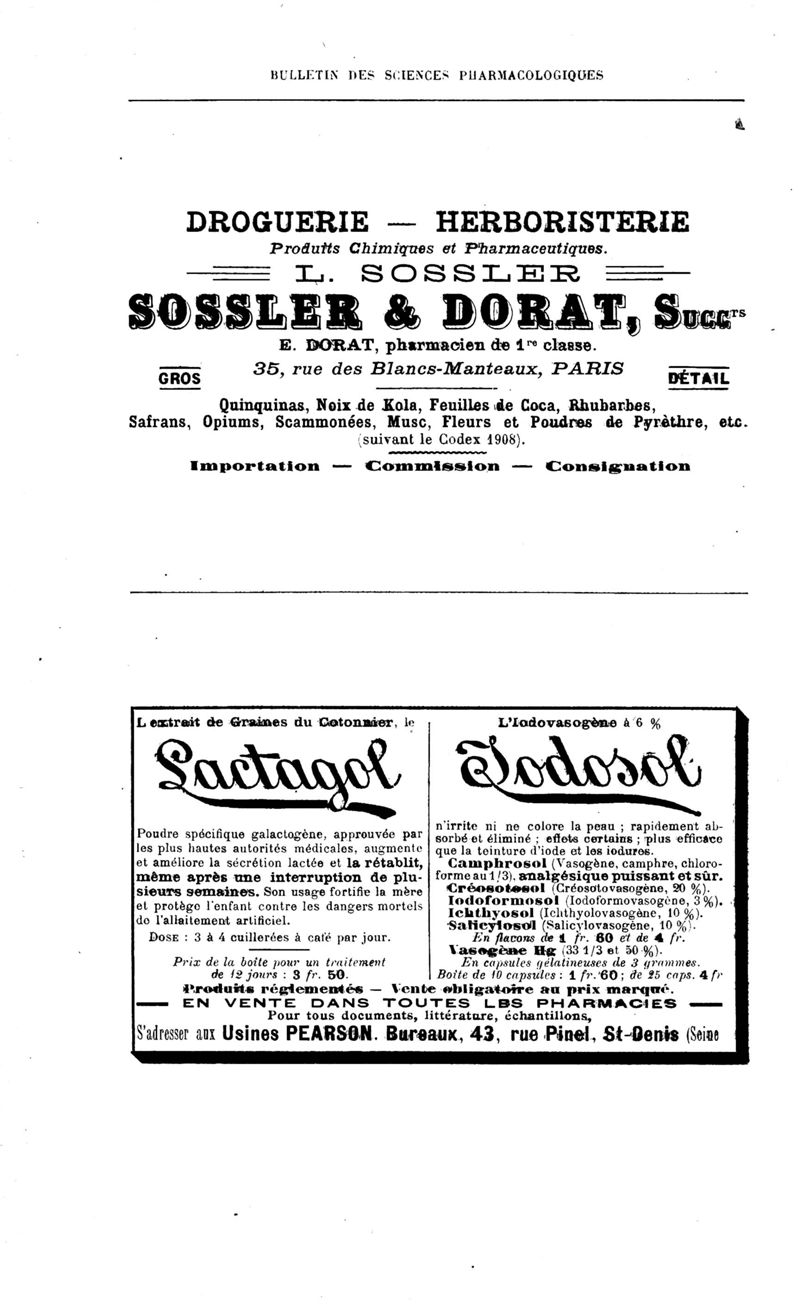 BULLETIN DES SCIENCES PHARMACOLOGIQUES
DROGUERIE — HERBORISTERIE
Produits Chimiques et Pharmaceutiques.
L. SOSSLER
SOSSLER & DORAT, Succrs
E. DORAT, pharmacien de 1re classe.
35, rue des Blancs-Manteaux, PARIS
GROS
DÉTAIL
Quinquinas, Noix de Kola, Feuilles de Coca, Rhubarbes,
Safrans, Opiums, Scammonées, Musc, Fleurs et Poudres de Pyrèthre, etc.
(suivant le Codex 1908).
Importation — Commission — Consignation
L'extrait de Graines du Cotonnier, le
Lactagol
Poudre spécifique galactogène, approuvée par
les plus hautes autorités médicales, augmente
et améliore la sécrétion lactée et la rétablit,
même après une interruption de plu-
sieurs semaines. Son usage fortifie la mère
et protège l'enfant contre les dangers mortels
de l'allaitement artificiel.
DOSE : 3 à 4 cuillerées à café par jour.
Prix de la boîte pour un traitement
de 12 jours : 3 fr. 50.
L'Iodovasogène à 6 %
Iodosol
n'irrite ni ne colore la peau ; rapidement ab-
sorbé et éliminé ; effets certains ; plus efficace
que la teinture d'iode et les iodures.
Camphrosol (Vasogène, camphre, chloro-
forme au 1/3), analgésique puissant et sûr.
Créosotosol (Créosotovasogène, 20 %).
Iodoformosol (Iodoformovasogène, 3 %).
Ichthyosol (Ichthyolovasogène, 10 %).
Salicylosol (Salicylovasogène, 10 %).
En flacons de 1 fr. 60 et de 4 fr.
Vasogène Hg (33 1/3 et 50 %).
En capsules gélatineuses de 3 grammes.
Boîte de 10 capsules : 1 fr. 60 ; de 25 caps. 4 fr
Produits réglementés — Vente obligatoire au prix marqué.
EN VENTE DANS TOUTES LES PHARMACIES
Pour tous documents, littérature, échantillons,
S'adresser aux Usines PEARSON. Bureaux, 43, rue Pinel, St-Denis (Seine